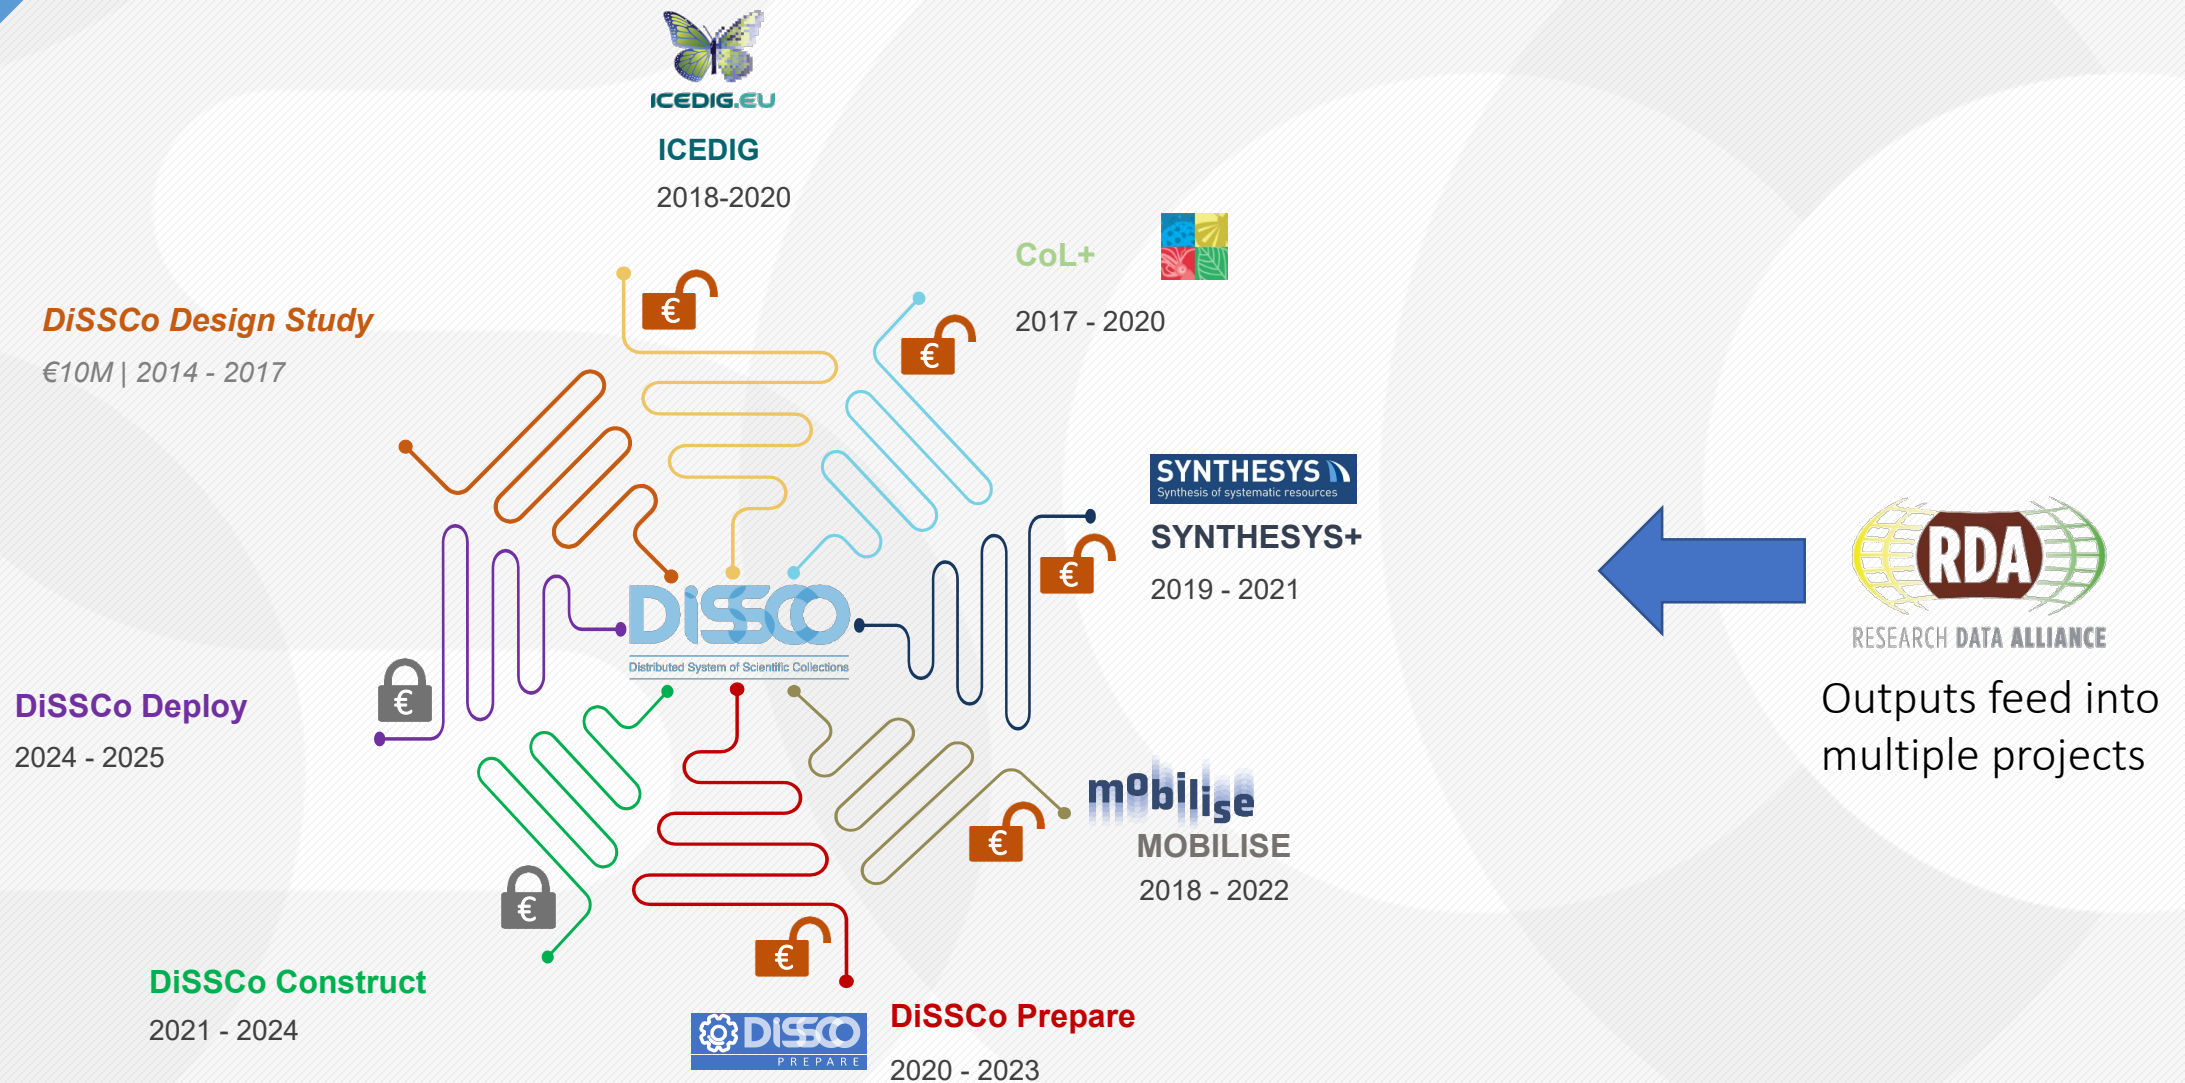 ICEDIG.EU
ICEDIG
2018-2020
CoL+
2017 - 2020
DiSSCo Design Study
€10M | 2014 - 2017
€
€
SYNTHESYS
Synthesis of systematic resources
SYNTHESYS+
2019 - 2021
€
DiSSCo
Distributed System of Scientific Collections
RDA
RESEARCH DATA ALLIANCE
Outputs feed into
multiple projects
DiSSCo Deploy
2024 - 2025
€
mobilise
MOBILISE
2018 - 2022
€
€
€
DiSSCo Construct
2021 - 2024
DiSSCo
PREPARE
DiSSCo Prepare
2020 - 2023